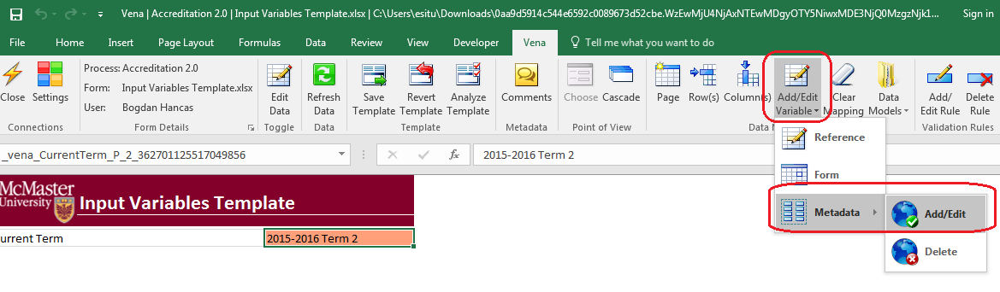 Vena | Accreditation 2.0 | Input Variables Template.xlsx | C:\Users\esitu\Downloads\0aa9d5914c544e6592c0089673d52cbe.WzEwMjU4NjAxNTEwMDgyOTY5NiwxMDE3NjQ0MzgzNjk1... Sign in
File Home Insert Page Layout Formulas Data Review View Developer Vena Tell me what you want to do
Close Settings
Process: Accreditation 2.0
Form: Input Variables Template.xlsx
User: Bogdan Hancas
Edit Data
Refresh Data
Save Template
Revert Template
Analyze Template
Comments
Choose Cascade
Page Row(s) Column(s)
Add/Edit Variable
Clear Mapping
Data Models
Add/ Edit Rule
Delete Rule
Connections Form Details Toggle Data Template Metadata Point of View Data M Validation Rules
_vena_CurrentTerm_P_2_362701125517049856 fx 2015-2016 Term 2
Reference
Form
Metadata
Add/Edit
Delete
McMaster
University
Input Variables Template
urrent Term 2015-2016 Term 2